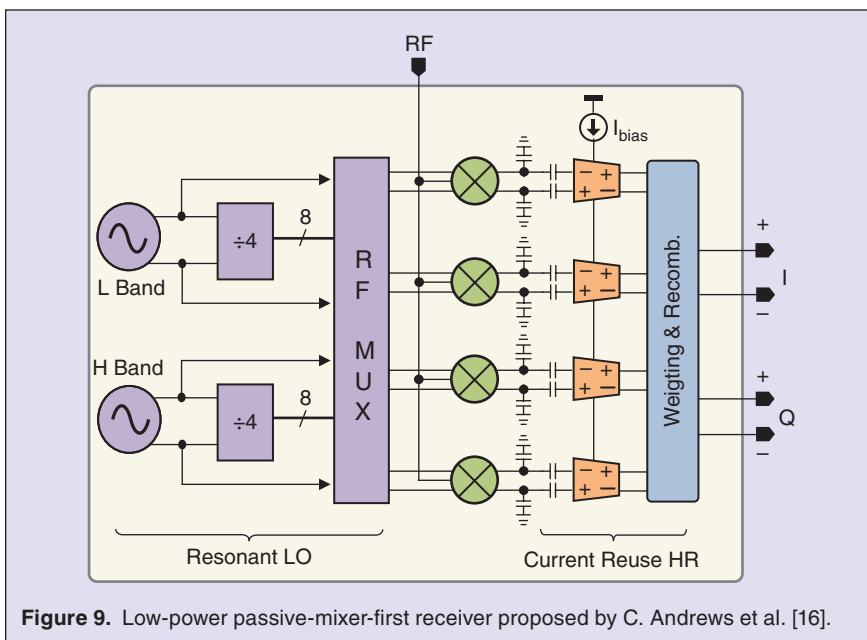 RF
I_bias
8
÷4
L Band
H Band
8
÷4
R
F
M
U
X
− +
+ −
− +
+ −
− +
+ −
− +
+ −
Weigting & Recomb.
+
I
−
+
Q
−
Resonant LO
Current Reuse HR
Figure 9. Low-power passive-mixer-first receiver proposed by C. Andrews et al. [16].